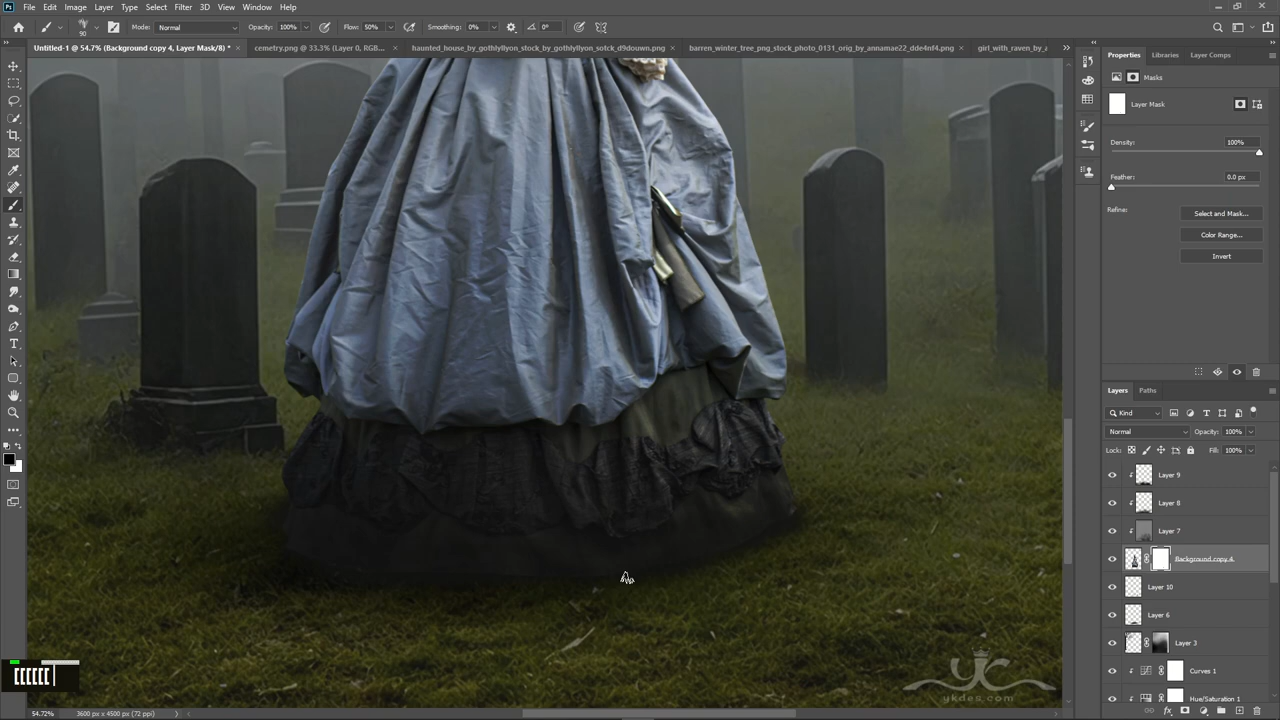 File Edit Image Layer Type Select Filter 3D View Window Help
90 Mode: Normal Opacity: 100% Flow: 50% Smoothing: 0% 0°
Untitled-1 @ 54.7% (Background copy 4, Layer Mask/8) * × cemetry.png @ 33.3% (Layer 0, RGB... × haunted_house_by_gothlyllyon_stock_by_gothlyllyon_sotck_d9douwn.png × barren_winter_tree_png_stock_photo_0131_orig_by_annamae22_dde4nf4.png × girl_with_raven_by_a
Properties Libraries Layer Comps
Masks
Layer Mask
Density: 100%
Feather: 0.0 px
Refine: Select and Mask...
Color Range...
Invert
Layers Paths
Kind
Normal Opacity: 100%
Lock: Fill: 100%
Layer 9
Layer 8
Layer 7
Background copy 4
Layer 10
Layer 6
Layer 3
Curves 1
Hue/Saturation 1
[[[[[[
yc
ykdes.com
54.72% 3600 px x 4500 px (72 ppi)
fx